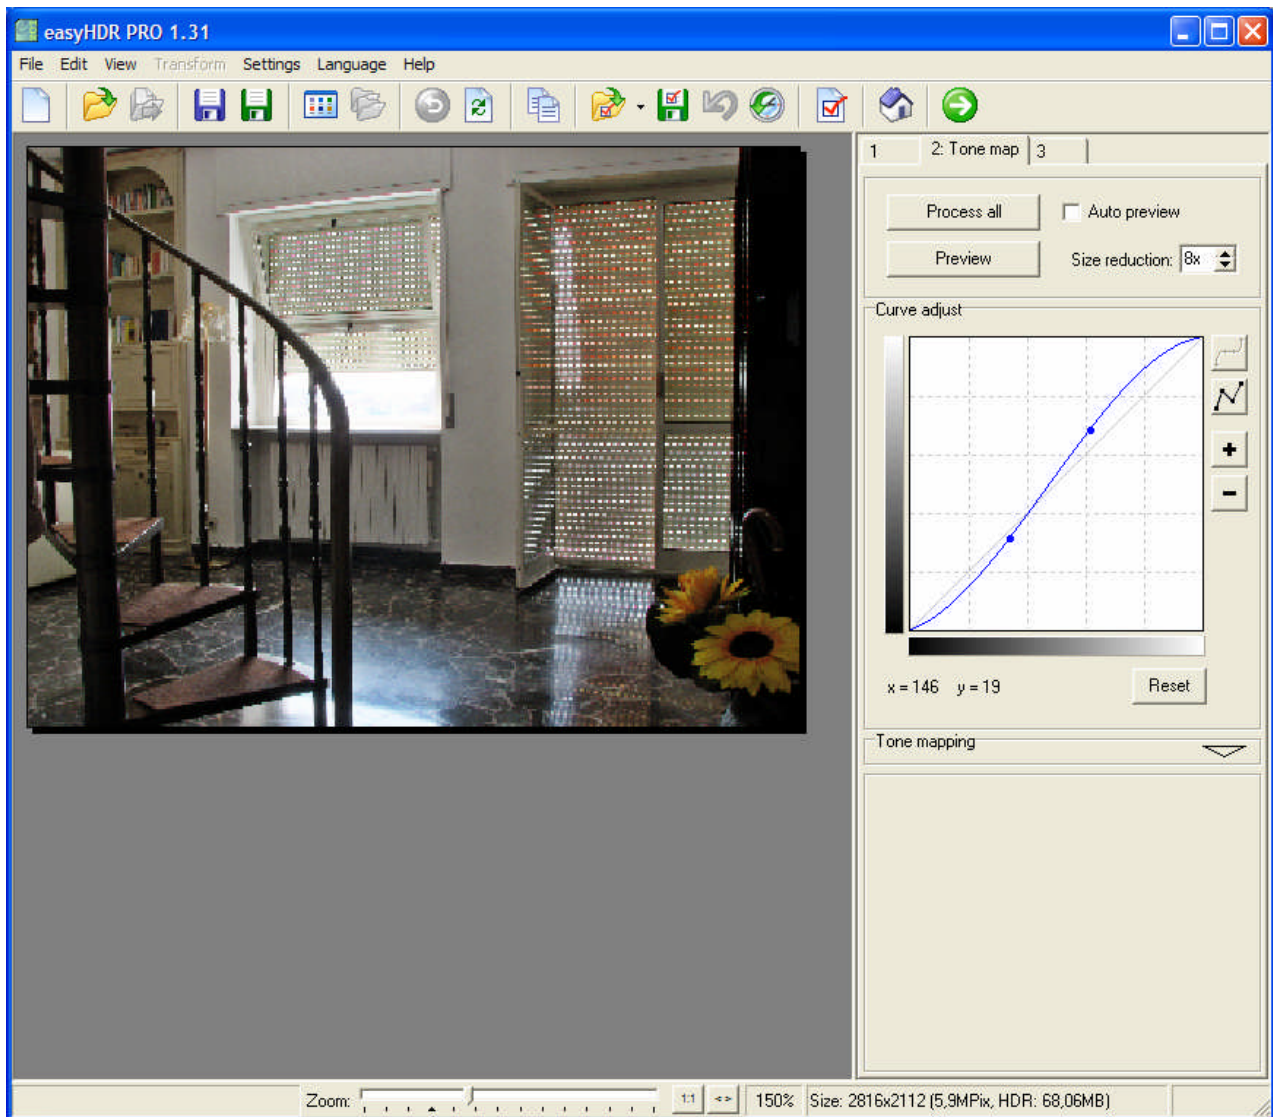 easyHDR PRO 1.31
File Edit View Transform Settings Language Help
1 2: Tone map 3
Process all Auto preview
Preview Size reduction: 8x
Curve adjust
x = 146 y = 19 Reset
Tone mapping
Zoom: 1:1 <> 150% Size: 2816x2112 (5,9MPix, HDR: 68,06MB)